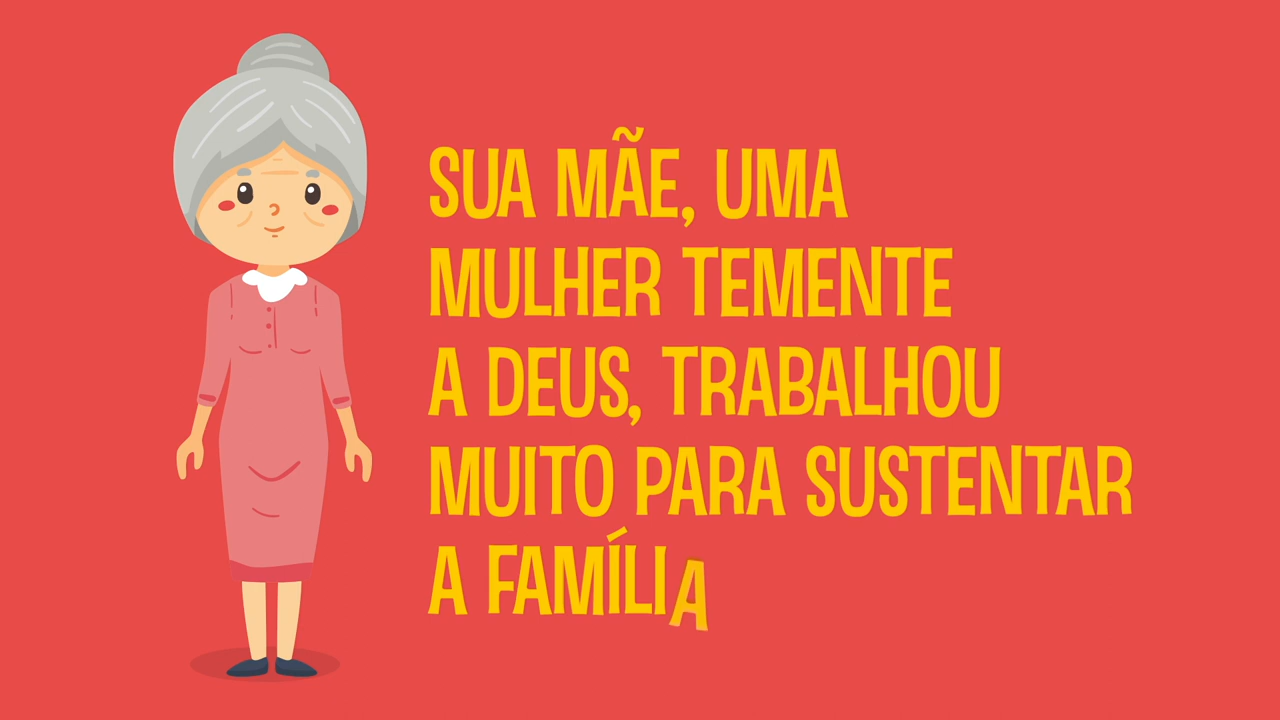 SUA MÃE, UMA
MULHER TEMENTE
A DEUS, TRABALHOU
MUITO PARA SUSTENTAR
A FAMÍLIA